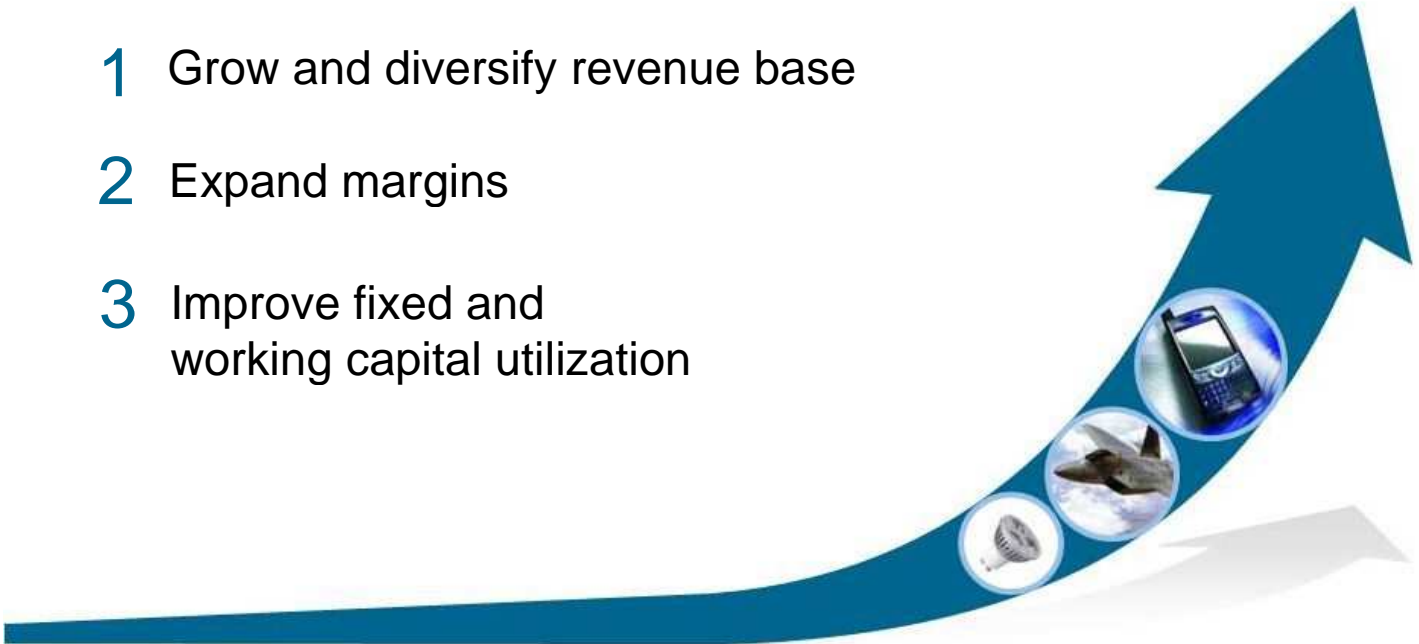 1 Grow and diversify revenue base
2 Expand margins
3 Improve fixed and
working capital utilization